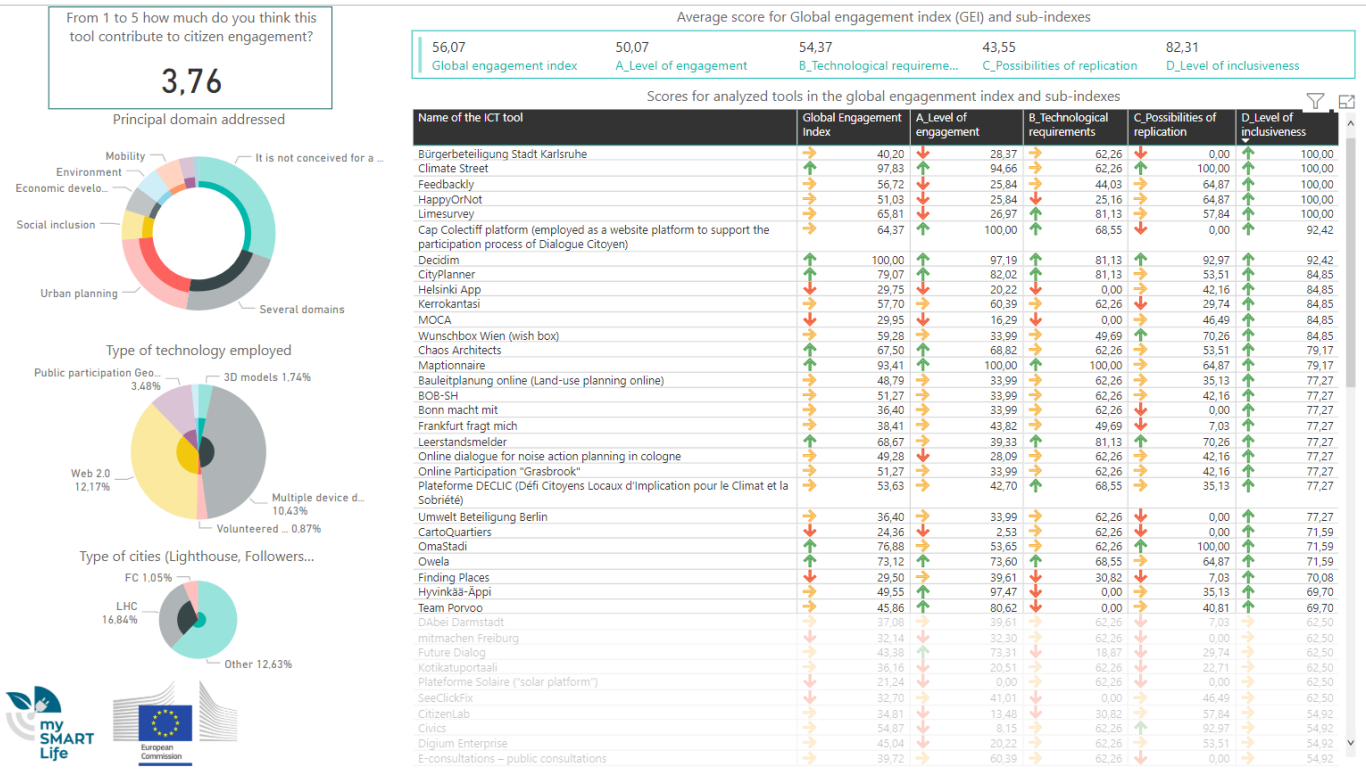 From 1 to 5 how much do you think this
tool contribute to citizen engagement?
3,76
Principal domain addressed
Mobility
It is not conceived for a ...
Environment
Economic develo...
Social inclusion
Urban planning
Several domains
Type of technology employed
Public participation Geo...
3,48%
3D models 1,74%
Web 2.0
12,17%
Multiple device d...
10,43%
Volunteered ... 0,87%
Type of cities (Lighthouse, Followers...
FC 1,05%
LHC
16,84%
Other 12,63%
my
SMART
Life
European
Commission
Average score for Global engagement index (GEI) and sub-indexes
56,07 50,07 54,37 43,55 82,31
Global engagement index A_Level of engagement B_Technological requireme... C_Possibilities of replication D_Level of inclusiveness
Scores for analyzed tools in the global engagenment index and sub-indexes
Name of the ICT tool Global Engagement A_Level of B_Technological C_Possibilities of D_Level of
Index engagement requirements replication inclusiveness
Bürgerbeteiligung Stadt Karlsruhe 40,20 28,37 62,26 0,00 100,00
Climate Street 97,83 94,66 62,26 100,00 100,00
Feedbackly 56,72 25,84 44,03 64,87 100,00
HappyOrNot 51,03 25,84 25,16 64,87 100,00
Limesurvey 65,81 26,97 81,13 57,84 100,00
Cap Colectiff platform (employed as a website platform to support the 64,37 100,00 68,55 0,00 92,42
participation process of Dialogue Citoyen)
Decidim 100,00 97,19 81,13 92,97 92,42
CityPlanner 79,07 82,02 81,13 53,51 84,85
Helsinki App 29,75 20,22 0,00 42,16 84,85
Kerrokantasi 57,70 60,39 62,26 29,74 84,85
MOCA 29,95 16,29 0,00 46,49 84,85
Wunschbox Wien (wish box) 59,28 33,99 49,69 70,26 84,85
Chaos Architects 67,50 68,82 62,26 53,51 79,17
Maptionnaire 93,41 100,00 100,00 64,87 79,17
Bauleitplanung online (Land-use planning online) 48,79 33,99 62,26 35,13 77,27
BOB-SH 51,27 33,99 62,26 42,16 77,27
Bonn macht mit 36,40 33,99 62,26 0,00 77,27
Frankfurt fragt mich 38,41 43,82 49,69 7,03 77,27
Leerstandsmelder 68,67 39,33 81,13 70,26 77,27
Online dialogue for noise action planning in cologne 49,28 28,09 62,26 42,16 77,27
Online Participation "Grasbrook" 51,27 33,99 62,26 42,16 77,27
Plateforme DECLIC (Défi Citoyens Locaux d'Implication pour le Climat et la 53,63 42,70 68,55 35,13 77,27
Sobriété)
Umwelt Beteiligung Berlin 36,40 33,99 62,26 0,00 77,27
CartoQuartiers 24,36 2,53 62,26 0,00 71,59
OmaStadi 76,88 53,65 62,26 100,00 71,59
Owela 73,12 73,60 68,55 64,87 71,59
Finding Places 29,50 39,61 30,82 7,03 70,08
Hyvinkää-Äppi 49,55 97,47 0,00 35,13 69,70
Team Porvoo 45,86 80,62 0,00 40,81 69,70
DAbei Darmstadt 37,08 39,61 62,26 7,03 62,50
mitmachen Freiburg 32,14 32,30 62,26 0,00 62,50
Future Dialog 43,38 73,31 18,87 29,74 62,50
Kotikatuportaali 36,16 20,51 62,26 22,71 62,50
Plateforme Solaire ("solar platform") 21,24 0,00 62,26 0,00 62,50
SeeClickFix 32,70 41,01 0,00 46,49 62,50
CitizenLab 34,81 13,48 30,82 57,84 54,92
Civics 54,87 8,15 62,26 92,97 54,92
Digium Enterprise 45,04 20,22 62,26 53,51 54,92
E-consultations – public consultations 39,72 60,39 62,26 0,00 54,92